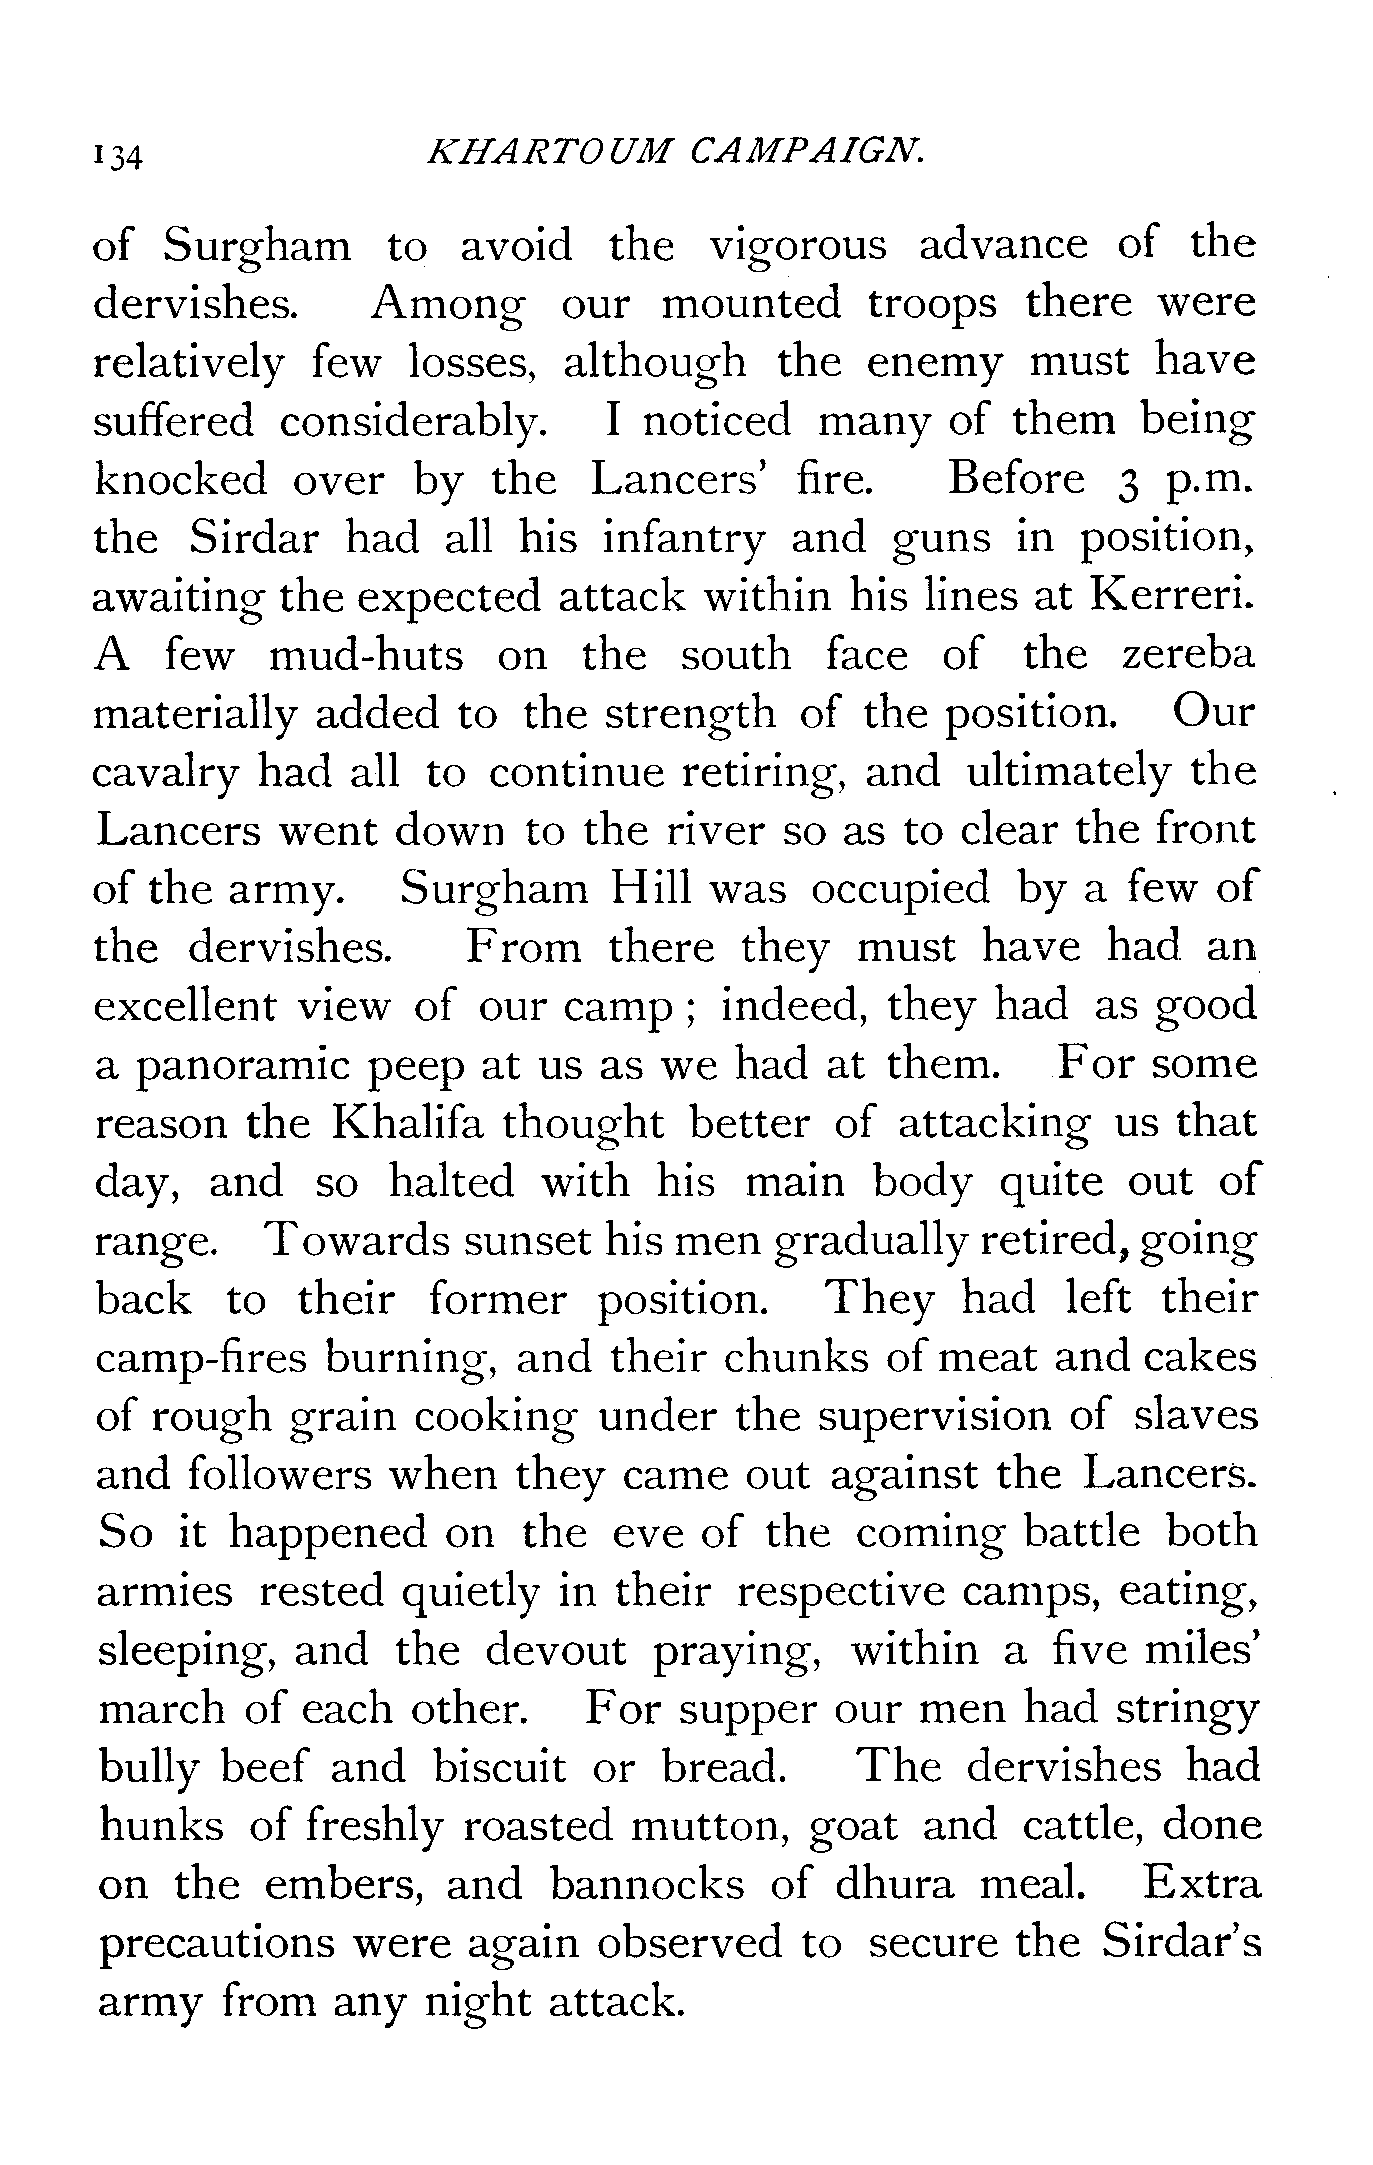 134 KHARTOUM CAMPAIGN.
of Surgham to avoid the vigorous advance of the
dervishes. Among our mounted troops there were
relatively few losses, although the enemy must have
suffered considerably. I noticed many of them being
knocked over by the Lancers' fire. Before 3 p.m.
the Sirdar had all his infantry and guns in position,
awaiting the expected attack within his lines at Kerreri.
A few mud-huts on the south face of the zereba
materially added to the strength of the position. Our
cavalry had all to continue retiring, and ultimately the
Lancers went down to the river so as to clear the front
of the army. Surgham Hill was occupied by a few of
the dervishes. From there they must have had an
excellent view of our camp ; indeed, they had as good
a panoramic peep at us as we had at them. For some
reason the Khalifa thought better of attacking us that
day, and so halted with his main body quite out of
range. Towards sunset his men gradually retired, going
back to their former position. They had left their
camp-fires burning, and their chunks of meat and cakes
of rough grain cooking under the supervision of slaves
and followers when they came out against the Lancers.
So it happened on the eve of the coming battle both
armies rested quietly in their respective camps, eating,
sleeping, and the devout praying, within a five miles'
march of each other. For supper our men had stringy
bully beef and biscuit or bread. The dervishes had
hunks of freshly roasted mutton, goat and cattle, done
on the embers, and bannocks of dhura meal. Extra
precautions were again observed to secure the Sirdar's
army from any night attack.